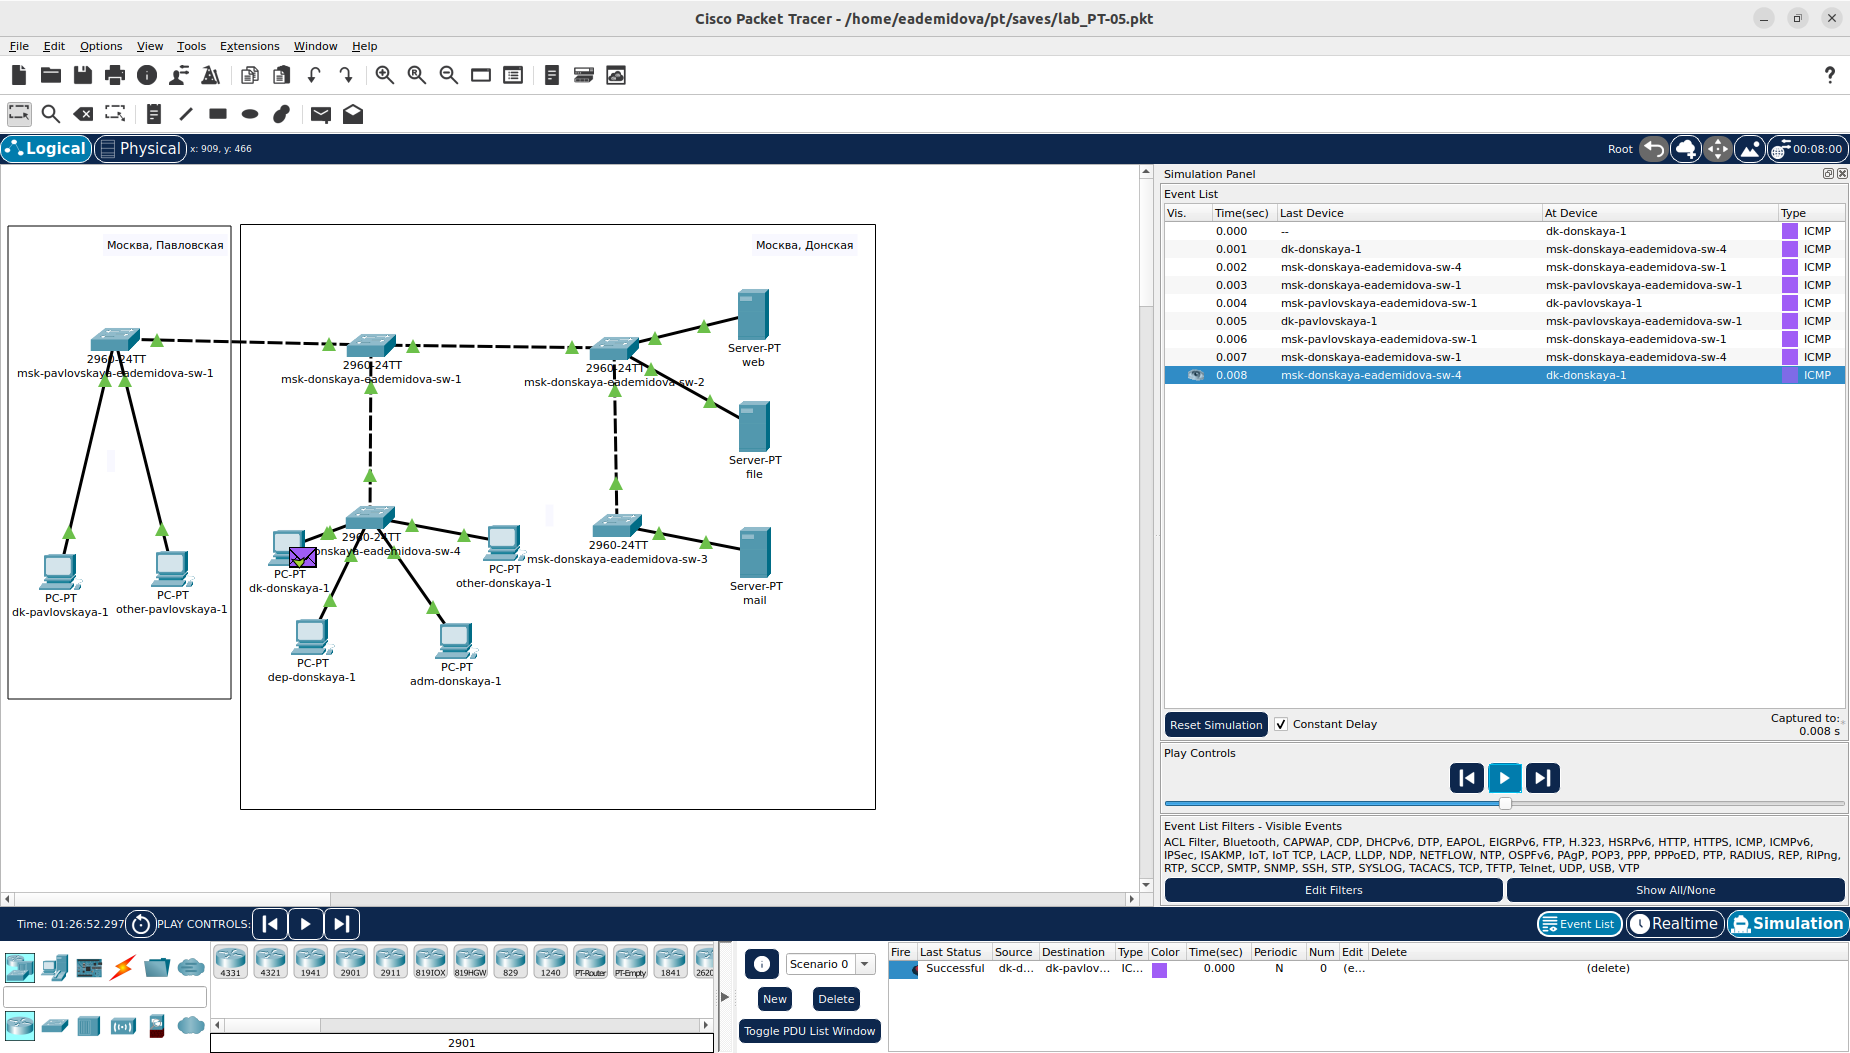 Cisco Packet Tracer - /home/eademidova/pt/saves/lab_PT-05.pkt
File Edit Options View Tools Extensions Window Help
Logical Physical x: 909, y: 466 Root 00:08:00
Москва, Павловская
2960-24TT
msk-pavlovskaya-eademidova-sw-1
PC-PT
dk-pavlovskaya-1
PC-PT
other-pavlovskaya-1
Москва, Донская
2960-24TT
msk-donskaya-eademidova-sw-1
2960-24TT
msk-donskaya-eademidova-sw-2
Server-PT
web
Server-PT
file
2960-24TT
onskaya-eademidova-sw-4
PC-PT
dk-donskaya-1
PC-PT
other-donskaya-1
2960-24TT
msk-donskaya-eademidova-sw-3
Server-PT
mail
PC-PT
dep-donskaya-1
PC-PT
adm-donskaya-1
Simulation Panel
Event List
Vis. Time(sec) Last Device At Device Type
0.000 -- dk-donskaya-1 ICMP
0.001 dk-donskaya-1 msk-donskaya-eademidova-sw-4 ICMP
0.002 msk-donskaya-eademidova-sw-4 msk-donskaya-eademidova-sw-1 ICMP
0.003 msk-donskaya-eademidova-sw-1 msk-pavlovskaya-eademidova-sw-1 ICMP
0.004 msk-pavlovskaya-eademidova-sw-1 dk-pavlovskaya-1 ICMP
0.005 dk-pavlovskaya-1 msk-pavlovskaya-eademidova-sw-1 ICMP
0.006 msk-pavlovskaya-eademidova-sw-1 msk-donskaya-eademidova-sw-1 ICMP
0.007 msk-donskaya-eademidova-sw-1 msk-donskaya-eademidova-sw-4 ICMP
0.008 msk-donskaya-eademidova-sw-4 dk-donskaya-1 ICMP
Reset Simulation Constant Delay Captured to:
0.008 s
Play Controls
Event List Filters - Visible Events
ACL Filter, Bluetooth, CAPWAP, CDP, DHCPv6, DTP, EAPOL, EIGRPv6, FTP, H.323, HSRPv6, HTTP, HTTPS, ICMP, ICMPv6,
IPSec, ISAKMP, IoT, IoT TCP, LACP, LLDP, NDP, NETFLOW, NTP, OSPFv6, PAgP, POP3, PPP, PPPoED, PTP, RADIUS, REP, RIPng,
RTP, SCCP, SMTP, SNMP, SSH, STP, SYSLOG, TACACS, TCP, TFTP, Telnet, UDP, USB, VTP
Edit Filters Show All/None
Time: 01:26:52.297 PLAY CONTROLS: Event List Realtime Simulation
4331 4321 1941 2901 2911 819IOX 819HGW 829 1240 PT-Router PT-Empty 1841 2620
2901
Scenario 0
New Delete
Toggle PDU List Window
Fire Last Status Source Destination Type Color Time(sec) Periodic Num Edit Delete
Successful dk-d... dk-pavlov... IC... 0.000 N 0 (e... (delete)